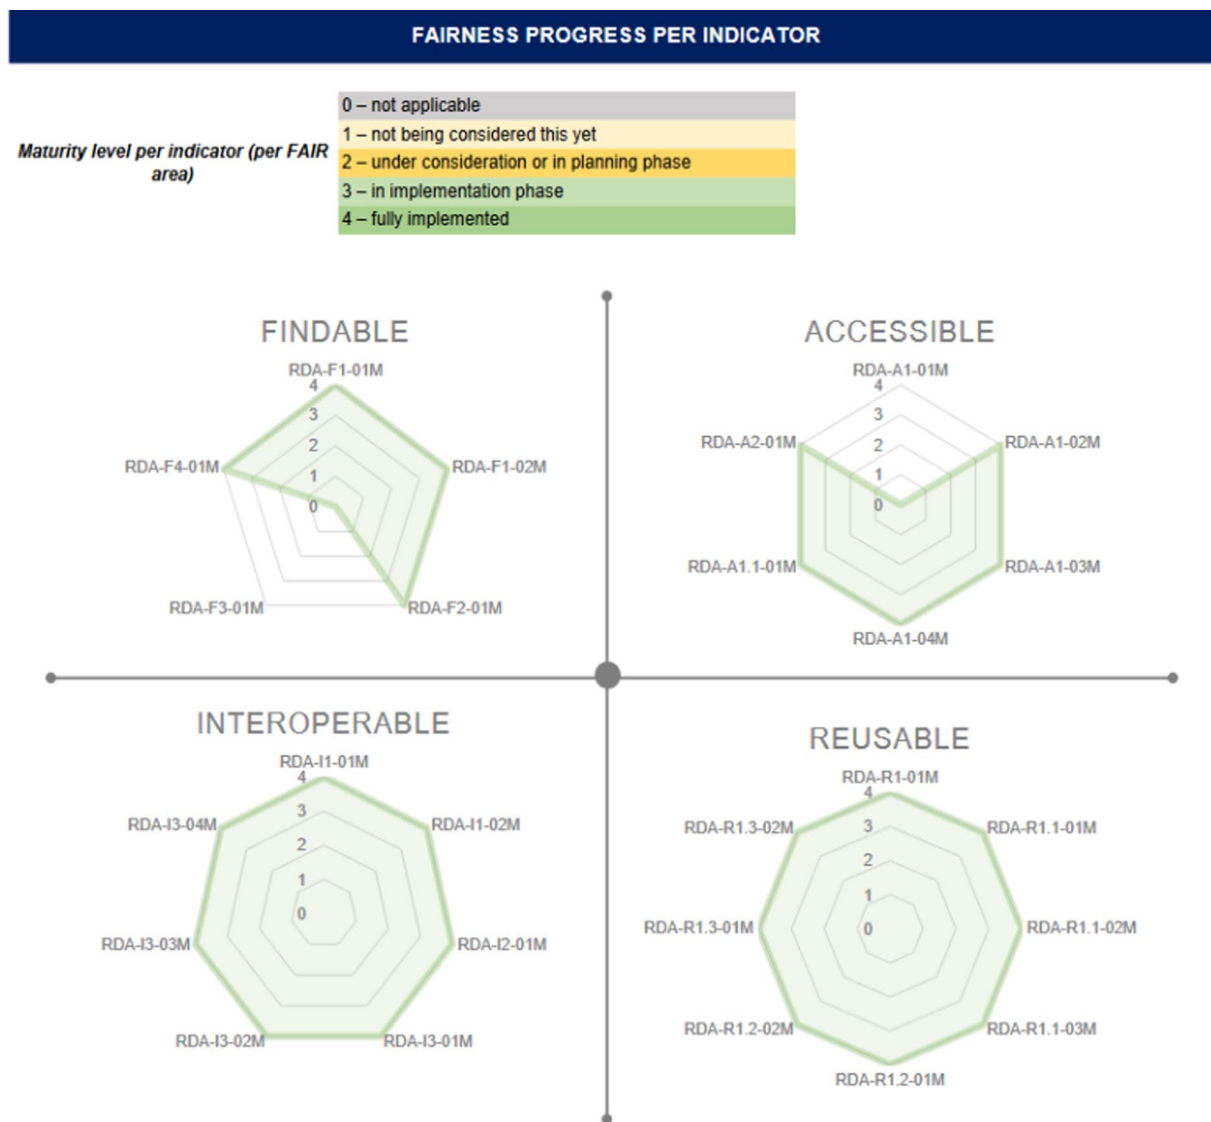 FAIRNESS PROGRESS PER INDICATOR
Maturity level per indicator (per FAIR
area)
0 – not applicable
1 – not being considered this yet
2 – under consideration or in planning phase
3 – in implementation phase
4 – fully implemented
FINDABLE
RDA-F1-01M
4
3
2
1
0
RDA-F1-02M
RDA-F2-01M
RDA-F3-01M
RDA-F4-01M
ACCESSIBLE
RDA-A1-01M
4
3
2
1
0
RDA-A1-02M
RDA-A1-03M
RDA-A1-04M
RDA-A1.1-01M
RDA-A2-01M
INTEROPERABLE
RDA-I1-01M
4
3
2
1
0
RDA-I1-02M
RDA-I2-01M
RDA-I3-01M
RDA-I3-02M
RDA-I3-03M
RDA-I3-04M
REUSABLE
RDA-R1-01M
4
3
2
1
0
RDA-R1.1-01M
RDA-R1.1-02M
RDA-R1.1-03M
RDA-R1.2-01M
RDA-R1.2-02M
RDA-R1.3-01M
RDA-R1.3-02M